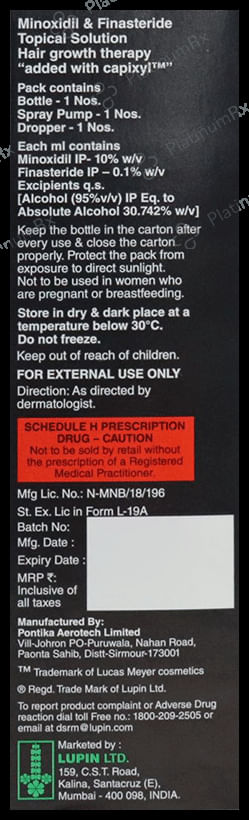 Minoxidil & Finasteride
Topical Solution
Hair growth therapy
“added with capixyl™”
Pack contains
Bottle - 1 Nos.
Spray Pump - 1 Nos.
Dropper - 1 Nos.
Each ml contains
Minoxidil IP- 10% w/v
Finasteride IP – 0.1% w/v
Excipients q.s.
[Alcohol (95%v/v) IP Eq. to
Absolute Alcohol 30.742% w/v]
Keep the bottle in the carton after
every use & close the carton
properly. Protect the pack from
exposure to direct sunlight.
Not to be used in women who
are pregnant or breastfeeding.
Store in dry & dark place at a
temperature below 30°C.
Do not freeze.
Keep out of reach of children.
FOR EXTERNAL USE ONLY
Direction: As directed by
dermatologist.
SCHEDULE H PRESCRIPTION
DRUG – CAUTION
Not to be sold by retail without
the prescription of a Registered
Medical Practitioner.
Mfg Lic. No.: N-MNB/18/196
St. Ex. Lic in Form L-19A
Batch No:
Mfg. Date :
Expiry Date :
MRP ₹:
Inclusive of
all taxes
Manufactured By:
Pontika Aerotech Limited
Vill-Johron PO-Puruwala, Nahan Road,
Paonta Sahib, Distt-Sirmour-173001
™ Trademark of Lucas Meyer cosmetics
® Regd. Trade Mark of Lupin Ltd.
To report product complaint or Adverse Drug
reaction dial toll Free no.: 1800-209-2505 or
email at dsrm@lupin.com
Marketed by :
LUPIN LTD.
159, C.S.T. Road,
Kalina, Santacruz (E),
Mumbai - 400 098, INDIA.
PlatinumRx